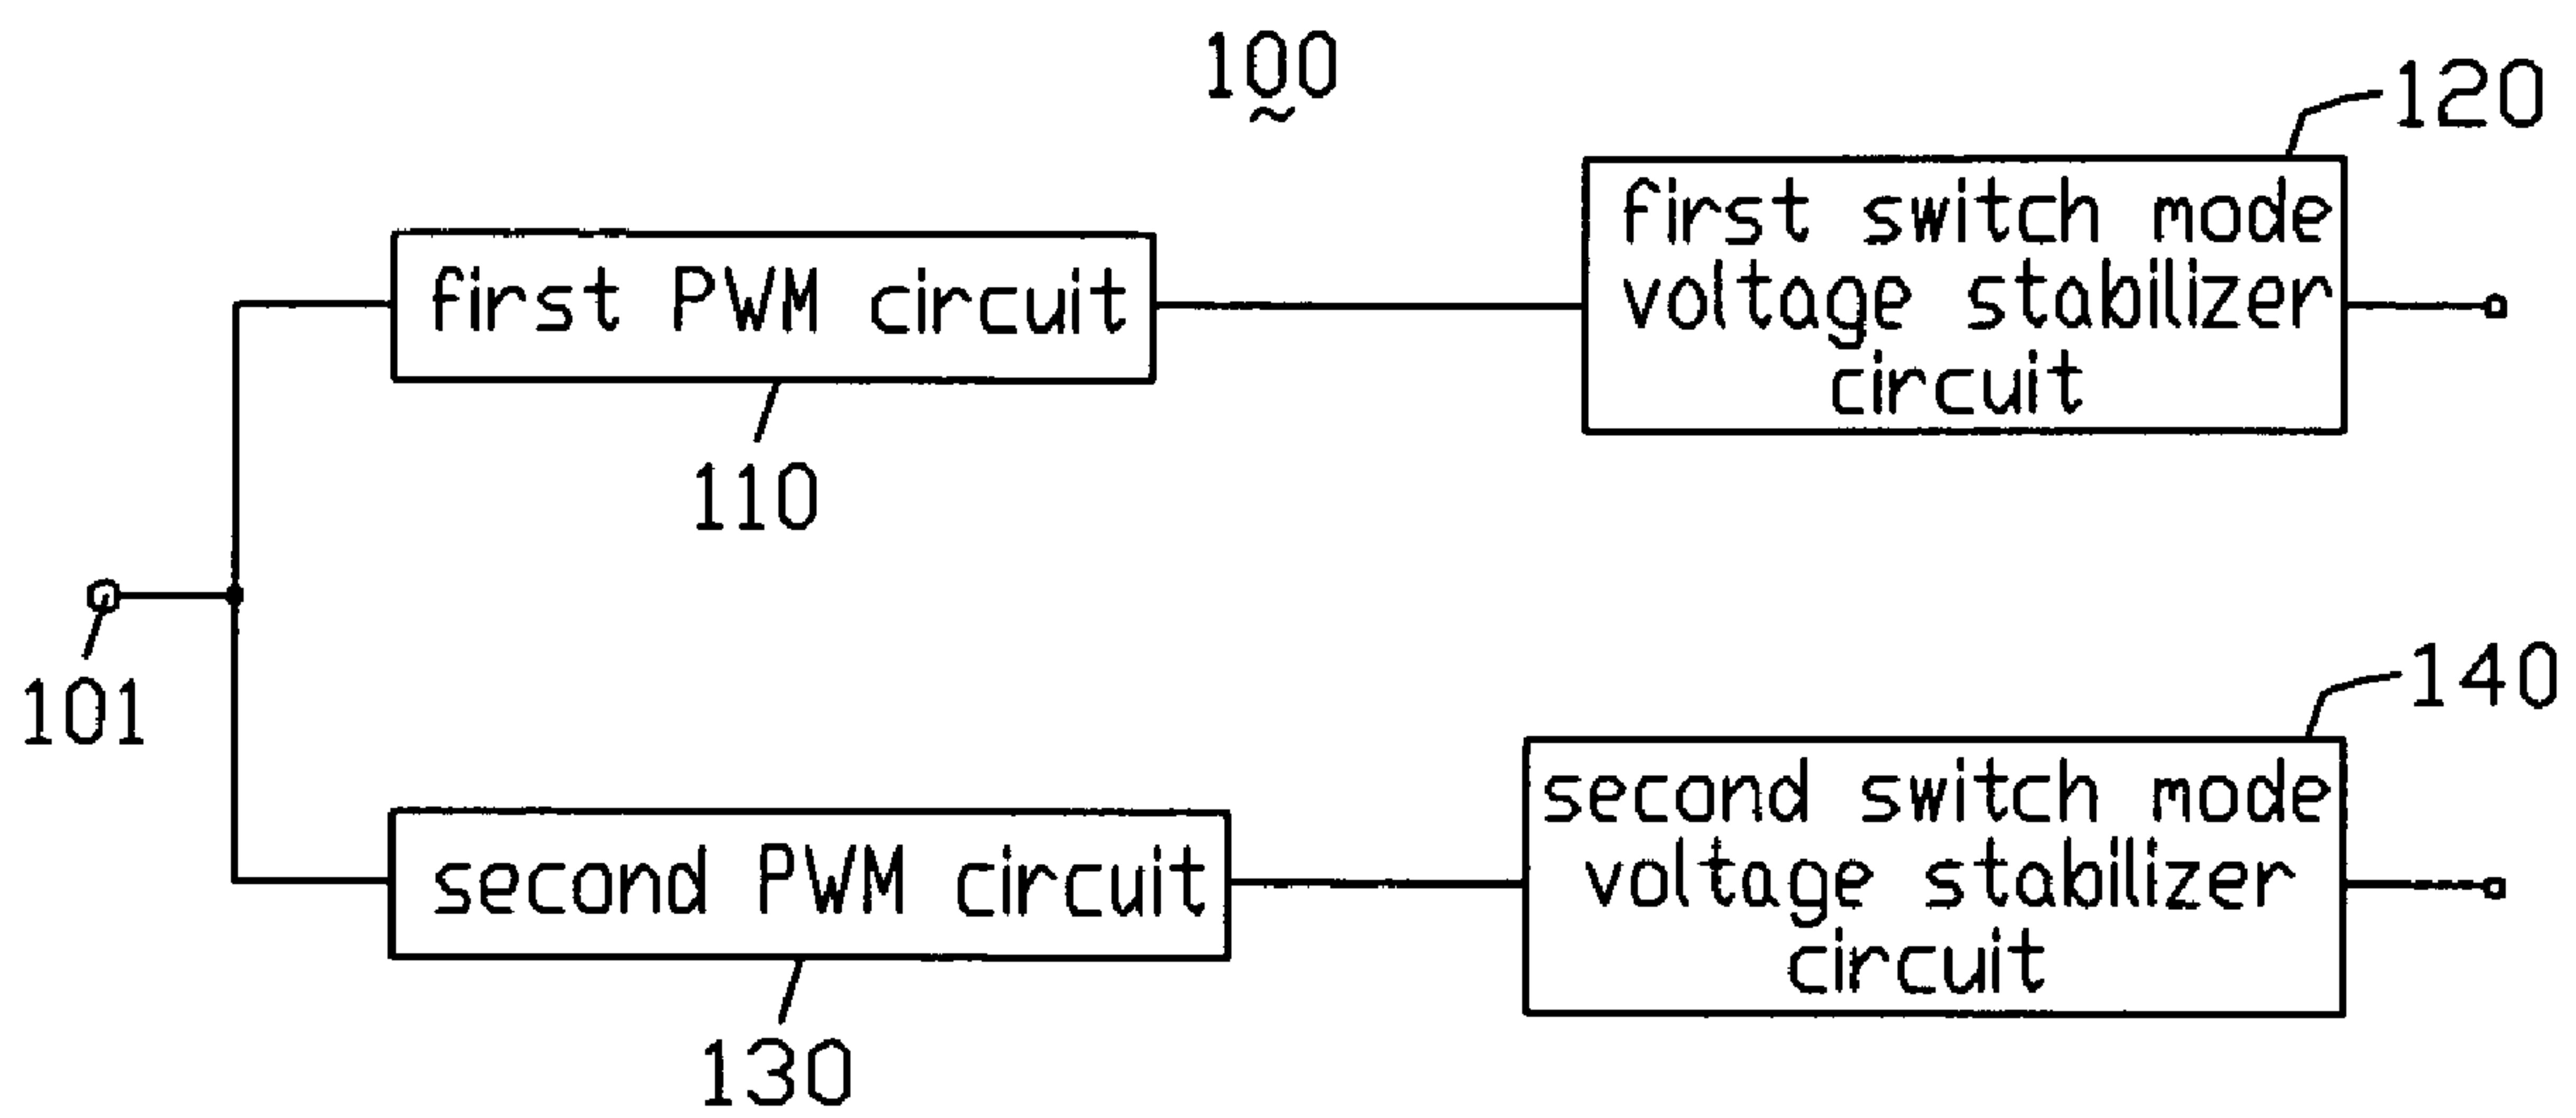 100
120
first switch mode
voltage stabilizer
circuit
first PWM circuit
110
101
140
second switch mode
voltage stabilizer
circuit
second PWM circuit
130